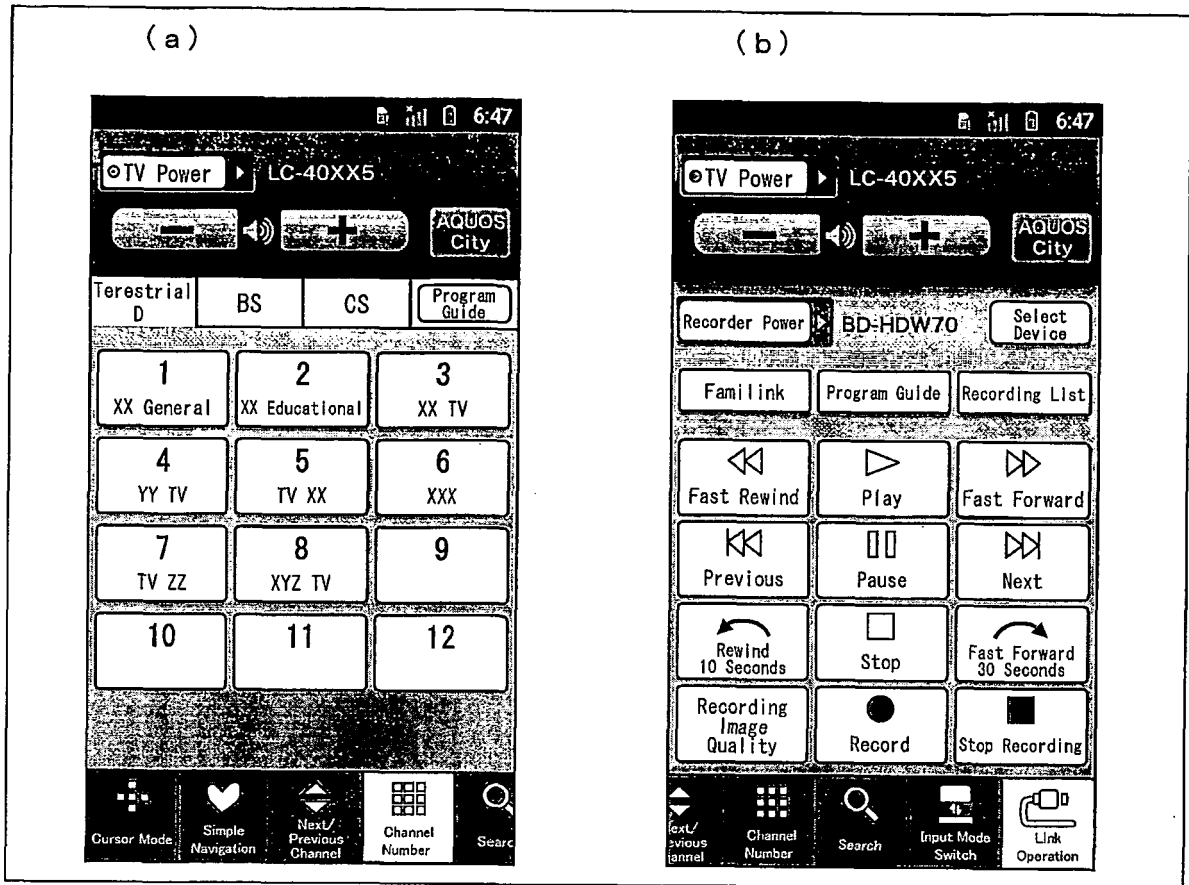 (a)
6:47
TV Power LC-40XX5
AQUOS
City
Terestrial
D
BS
CS
Program
Guide
1
XX General
2
XX Educational
3
XX TV
4
YY TV
5
TV XX
6
XXX
7
TV ZZ
8
XYZ TV
9
10
11
12
Cursor Mode
Simple
Navigation
Next/
Previous
Channel
Channel
Number
Searc
(b)
6:47
TV Power LC-40XX5
AQUOS
City
Recorder Power BD-HDW70
Select
Device
Familink
Program Guide
Recording List
Fast Rewind
Play
Fast Forward
Previous
Pause
Next
Rewind
10 Seconds
Stop
Fast Forward
30 Seconds
Recording
Image
Quality
Record
Stop Recording
ext/
evious
annel
Channel
Number
Search
Input Mode
Switch
Link
Operation